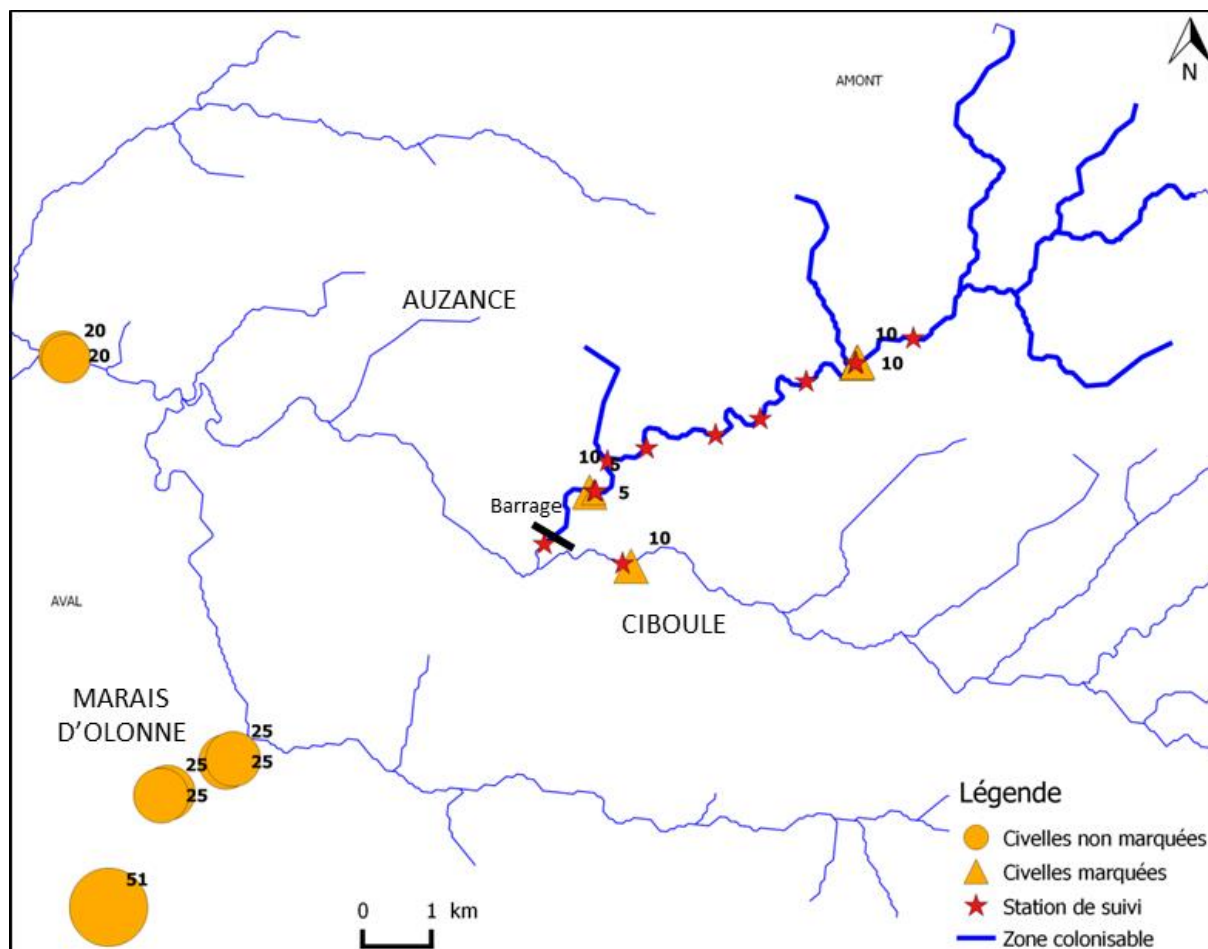 AMONT
N
AUZANCE
20
20
10
10
10
5
5
Barrage
10
CIBOULE
AVAL
MARAIS
D'OLONNE
25
25
25
25
51
0 1 km
Légende
Civelles non marquées
Civelles marquées
Station de suivi
Zone colonisable